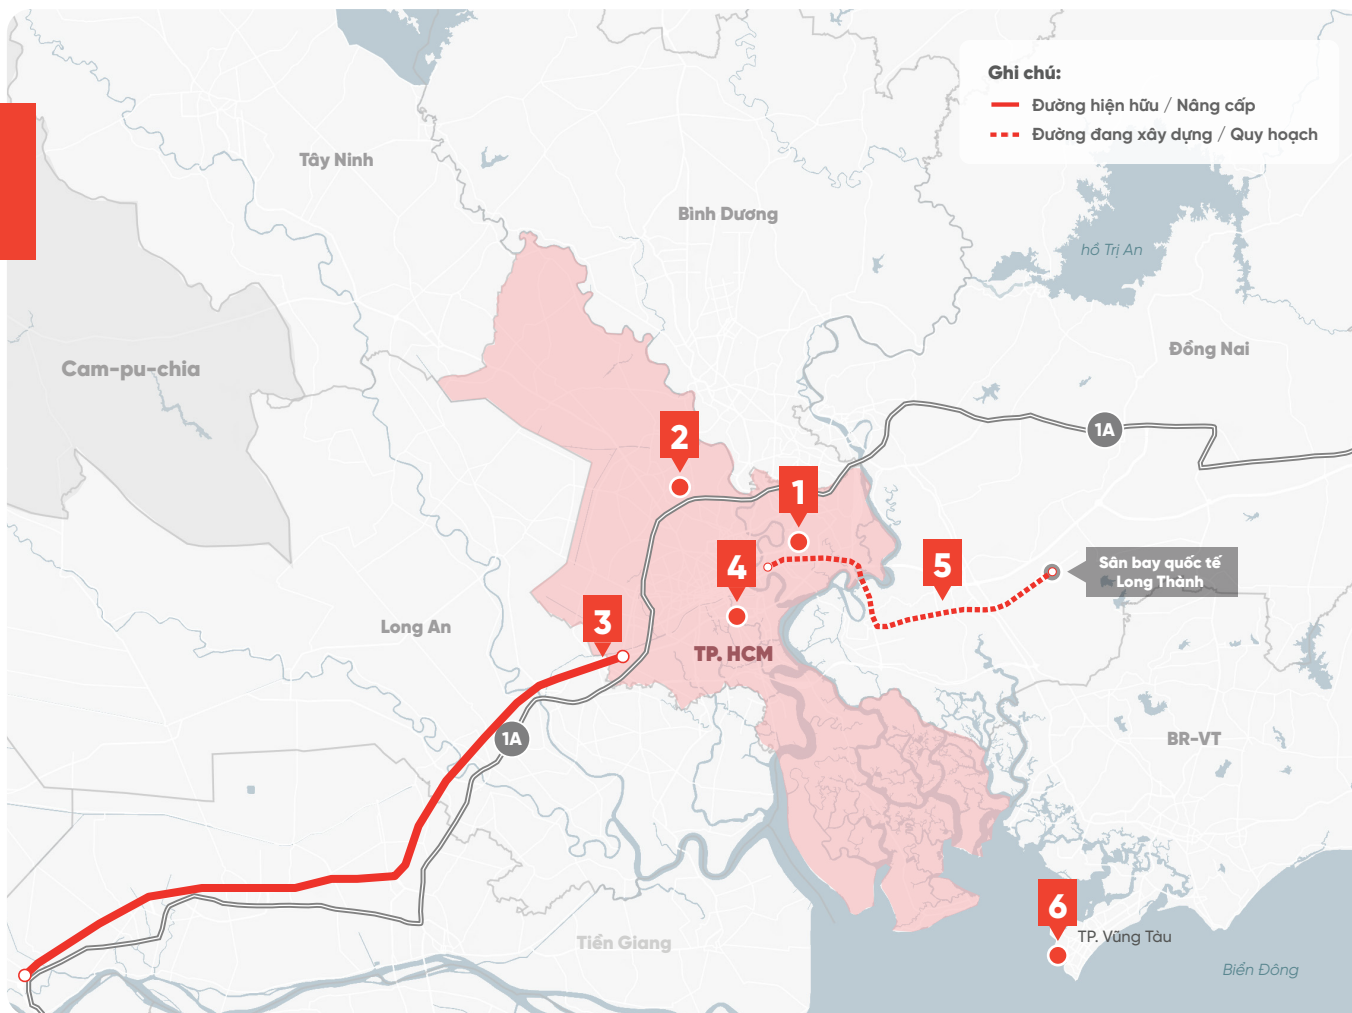 Ghi chú:
Đường hiện hữu / Nâng cấp
Đường đang xây dựng / Quy hoạch
Tây Ninh
Bình Dương
hồ Trị An
Đồng Nai
Cam-pu-chia
2
1A
1
4
5
Sân bay quốc tế
Long Thành
3
Long An
TP. HCM
1A
BR-VT
6
TP. Vũng Tàu
Tiền Giang
Biển Đông